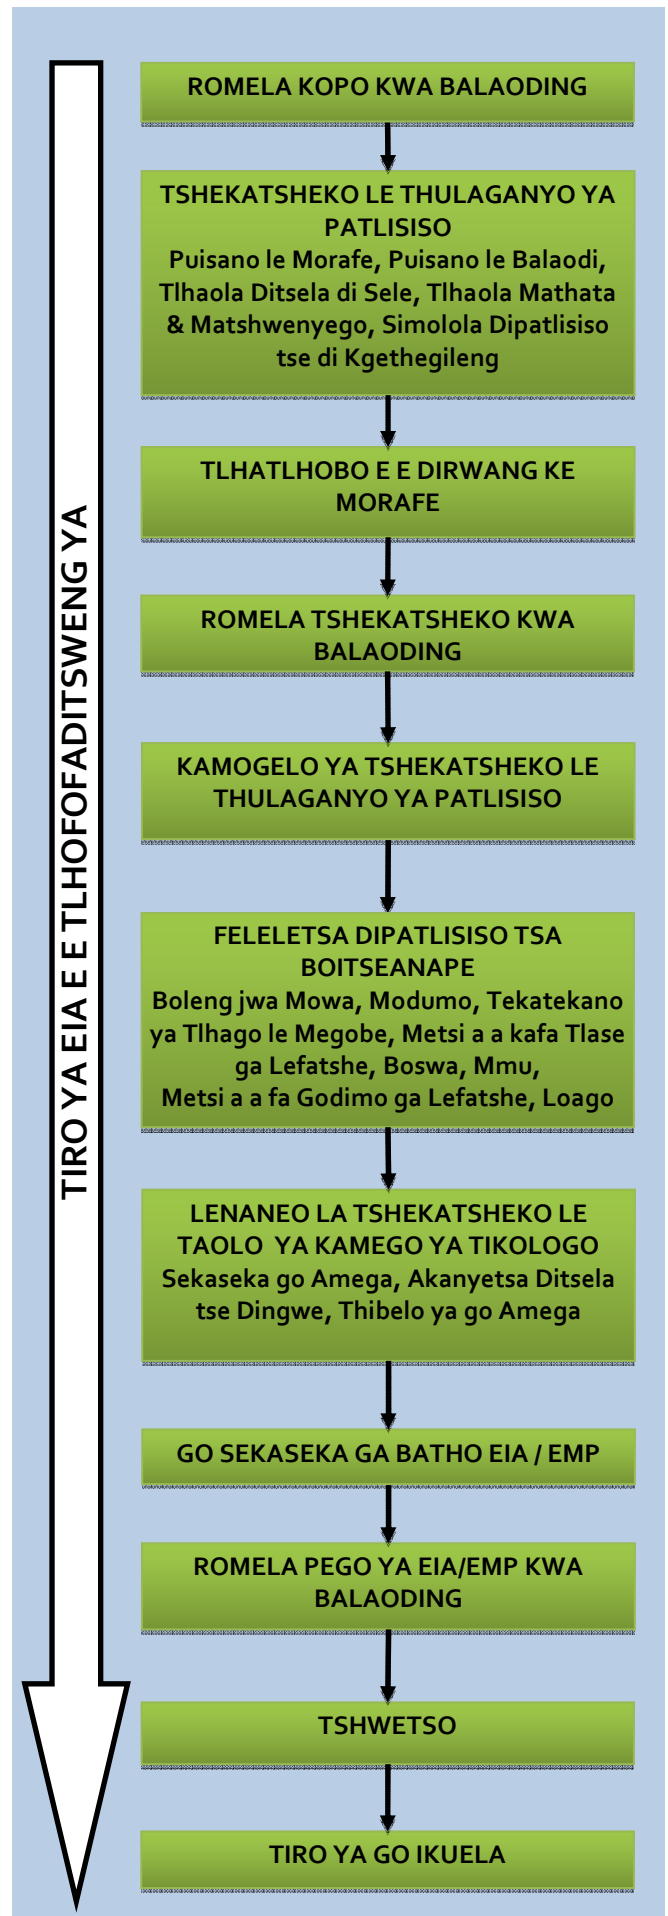 TIRO YA EIA E E TLHOFOFADITSWENG YA
ROMELA KOPO KWA BALAODING
TSHEKATSHEKO LE THULAGANYO YA
PATLISISO
Puisano le Morafe, Puisano le Balaodi,
Tlhaola Ditsela di Sele, Tlhaola Mathata
& Matshwenyego, Simolola Dipatlisiso
tse di Kgethegileng
TLHATLHOBO E E DIRWANG KE
MORAFE
ROMELA TSHEKATSHEKO KWA
BALAODING
KAMOGELO YA TSHEKATSHEKO LE
THULAGANYO YA PATLISISO
FELELETSA DIPATLISISO TSA
BOITSEANAPE
Boleng jwa Mowa, Modumo, Tekatekano
ya Tlhago le Megobe, Metsi a a kafa Tlase
ga Lefatshe, Boswa, Mmu,
Metsi a a fa Godimo ga Lefatshe, Loago
LENANEO LA TSHEKATSHEKO LE
TAOLO YA KAMEGO YA TIKOLOGO
Sekaseka go Amega, Akanyetsa Ditsela
tse Dingwe, Thibelo ya go Amega
GO SEKASEKA GA BATHO EIA / EMP
ROMELA PEGO YA EIA/EMP KWA
BALAODING
TSHWETSO
TIRO YA GO IKUELA